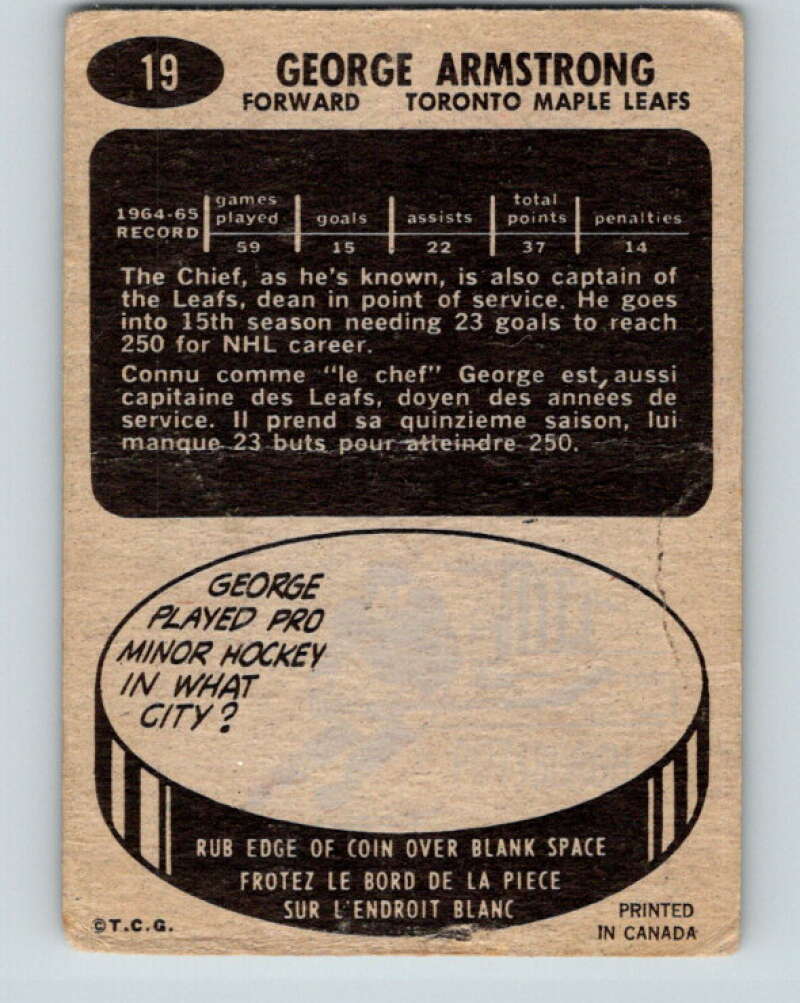 19
GEORGE ARMSTRONG
FORWARD TORONTO MAPLE LEAFS
1964-65 RECORD games played goals assists total points penalties
59 15 22 37 14
The Chief, as he's known, is also captain of
the Leafs, dean in point of service. He goes
into 15th season needing 23 goals to reach
250 for NHL career.
Connu comme "le chef" George est, aussi
capitaine des Leafs, doyen des années de
service. Il prend sa quinzieme saison, lui
manque 23 buts pour atteindre 250.
GEORGE
PLAYED PRO
MINOR HOCKEY
IN WHAT
CITY?
RUB EDGE OF COIN OVER BLANK SPACE
FROTEZ LE BORD DE LA PIECE
SUR L'ENDROIT BLANC
©T.C.G.
PRINTED
IN CANADA